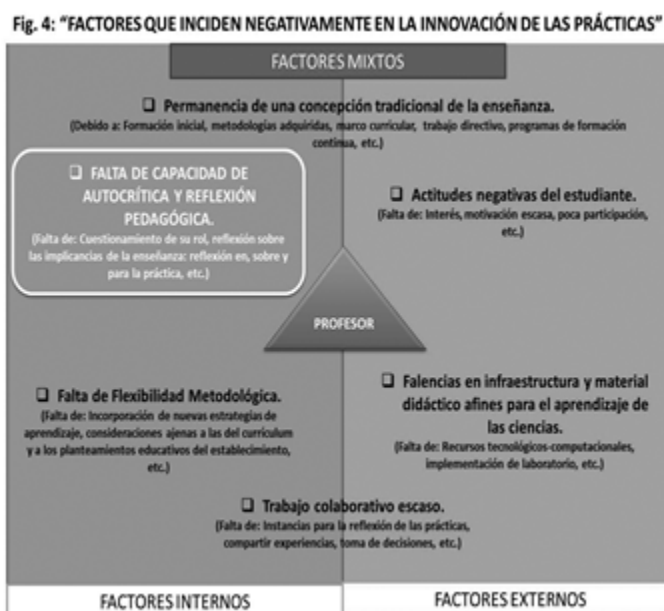 Fig. 4: "FACTORES QUE INCIDEN NEGATIVAMENTE EN LA INNOVACIÓN DE LAS PRÁCTICAS"
FACTORES MIXTOS
❑ Permanencia de una concepción tradicional de la enseñanza.
(Debido a: Formación inicial, metodologías adquiridas, marco curricular, trabajo directivo, programas de formación
continua, etc.)
❑ FALTA DE CAPACIDAD DE
AUTOCRÍTICA Y REFLEXIÓN
PEDAGÓGICA.
(Falta de: Cuestionamiento de su rol, reflexión sobre
las implicancias de la enseñanza: reflexión en, sobre y
para la práctica, etc.)
❑ Actitudes negativas del estudiante.
(Falta de: Interés, motivación escasa, poca participación,
etc.)
PROFESOR
❑ Falta de Flexibilidad Metodológica.
(Falta de: Incorporación de nuevas estrategias de
aprendizaje, consideraciones ajenas a las del currículum
y a los planteamientos educativos del establecimiento,
etc.)
❑ Falencias en infraestructura y material
didáctico afines para el aprendizaje de
las ciencias.
(Falta de: Recursos tecnológicos-computacionales,
implementación de laboratorio, etc.)
❑ Trabajo colaborativo escaso.
(Falta de: Instancias para la reflexión de las prácticas,
compartir experiencias, toma de decisiones, etc.)
FACTORES INTERNOS
FACTORES EXTERNOS